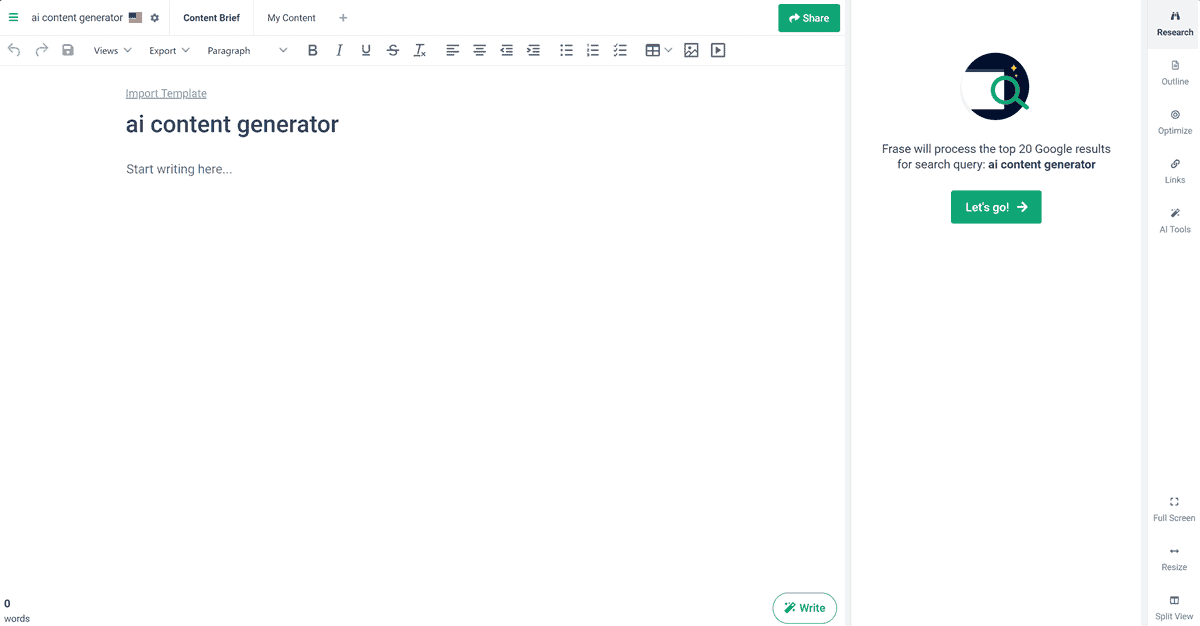 ai content generator
Content Brief
My Content
Share
Views
Export
Paragraph
B I U S
Import Template
ai content generator
Start writing here...
0
words
Write
Frase will process the top 20 Google results
for search query: ai content generator
Let's go!
Research
Outline
Optimize
Links
AI Tools
Full Screen
Resize
Split View